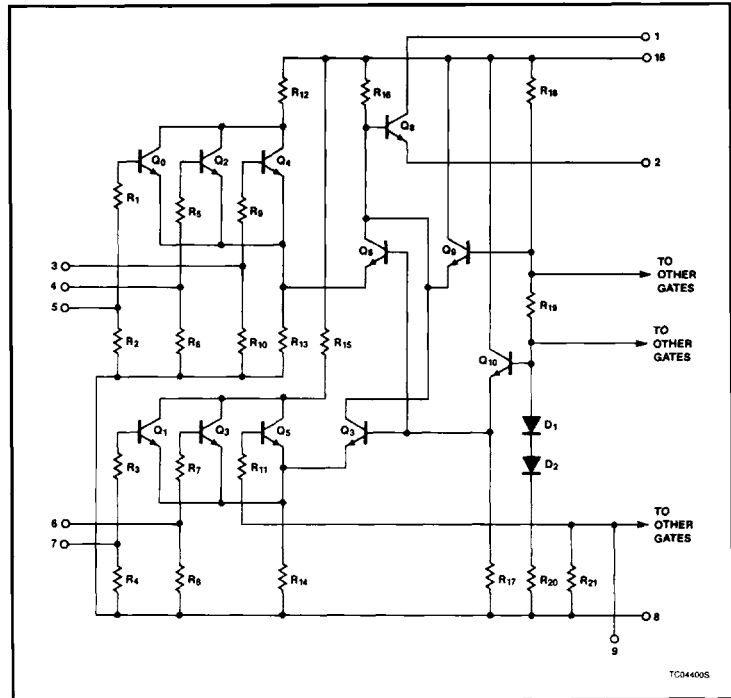 1
15
R12
R16
R18
Q8
Q0
Q2
Q4
2
R1
R5
R9
Q6
Q9
3
4
5
TO
OTHER
GATES
R19
R2
R6
R10
R13
R15
TO
OTHER
GATES
Q10
Q1
Q3
Q5
Q3
D1
R3
R7
R11
D2
6
7
TO
OTHER
GATES
R4
R8
R14
R17
R20
R21
8
9
TC04400S